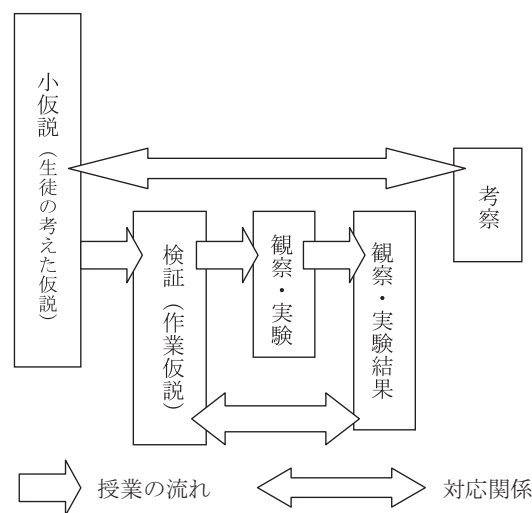 小仮説（生徒の考えた仮説）
検証（作業仮説）
観察・実験
観察・実験結果
考察
授業の流れ
対応関係